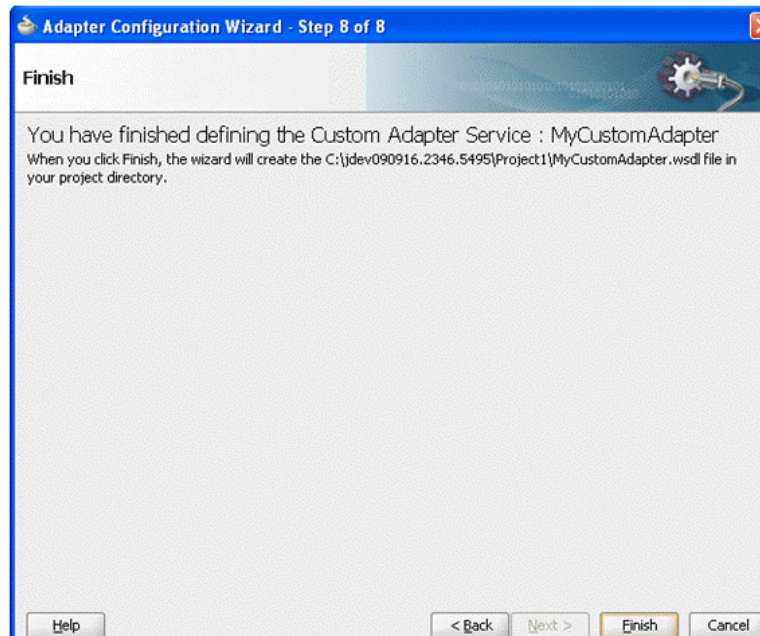 Adapter Configuration Wizard - Step 8 of 8
Finish
You have finished defining the Custom Adapter Service : MyCustomAdapter
When you click Finish, the wizard will create the C:\jdev090916.2346.5495\Project1\MyCustomAdapter.wsdl file in
your project directory.
Help
< Back
Next >
Finish
Cancel